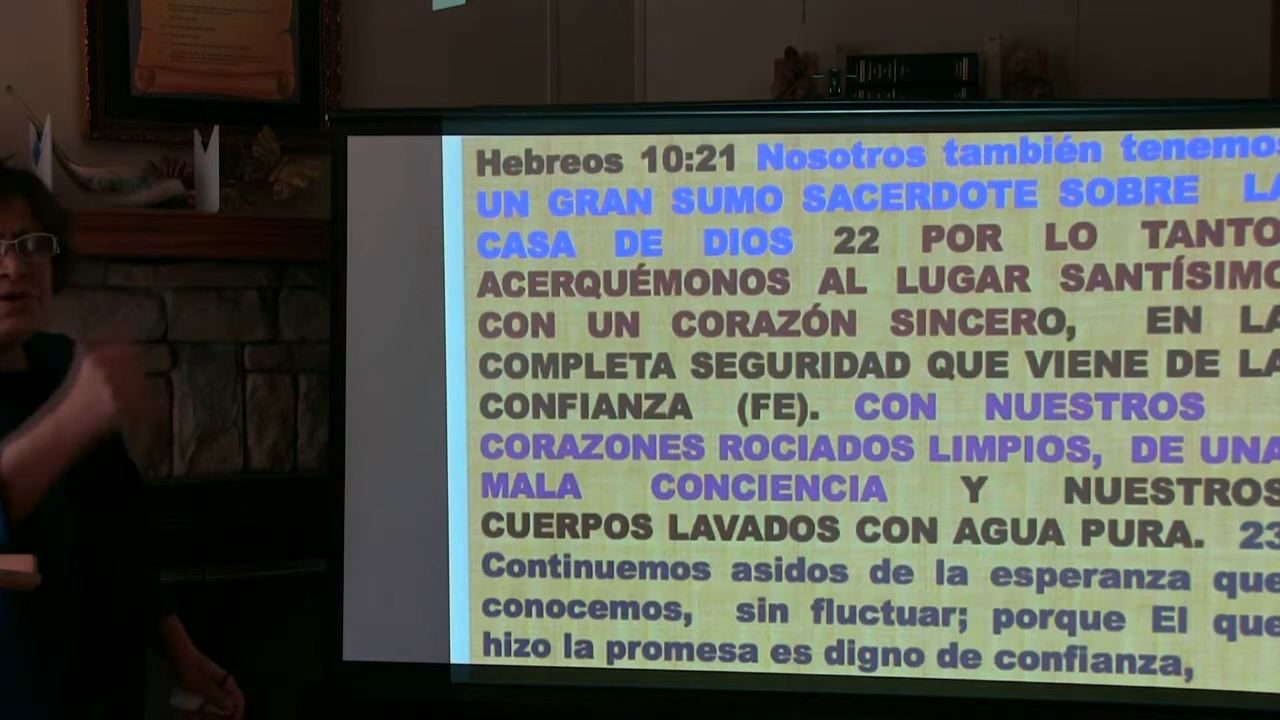 Hebreos 10:21 Nosotros también tenemos
UN GRAN SUMO SACERDOTE SOBRE LA
CASA DE DIOS 22 POR LO TANTO,
ACERQUÉMONOS AL LUGAR SANTÍSIMO
CON UN CORAZÓN SINCERO, EN LA
COMPLETA SEGURIDAD QUE VIENE DE LA
CONFIANZA (FE). CON NUESTROS
CORAZONES ROCIADOS LIMPIOS, DE UNA
MALA CONCIENCIA Y NUESTROS
CUERPOS LAVADOS CON AGUA PURA. 23
Continuemos asidos de la esperanza que
conocemos, sin fluctuar; porque El que
hizo la promesa es digno de confianza,